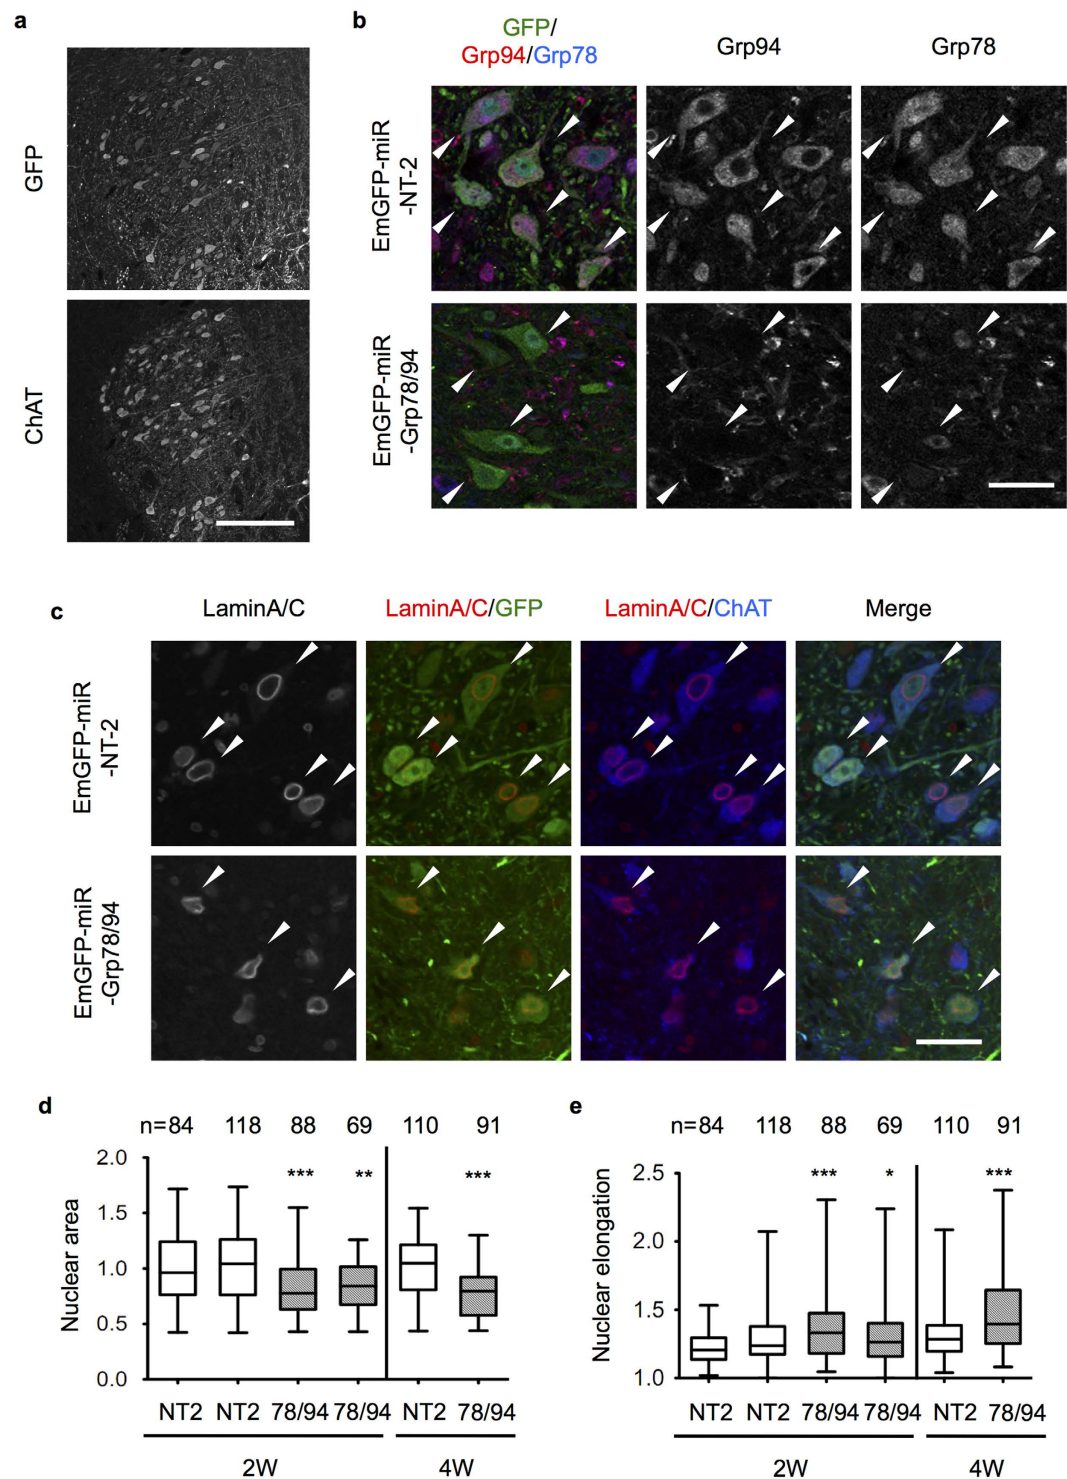 a
GFP
ChAT
b
GFP/
Grp94/Grp78
Grp94
Grp78
EmGFP-miR
-NT-2
EmGFP-miR
-Grp78/94
c
LaminA/C
LaminA/C/GFP
LaminA/C/ChAT
Merge
EmGFP-miR
-NT-2
EmGFP-miR
-Grp78/94
d
n=84 118 88 69 110 91
*** ** ***
Nuclear area
2.0
1.5
1.0
0.5
0.0
NT2 NT2 78/94 78/94 NT2 78/94
2W 4W
e
n=84 118 88 69 110 91
*** * ***
Nuclear elongation
2.5
2.0
1.5
1.0
NT2 NT2 78/94 78/94 NT2 78/94
2W 4W